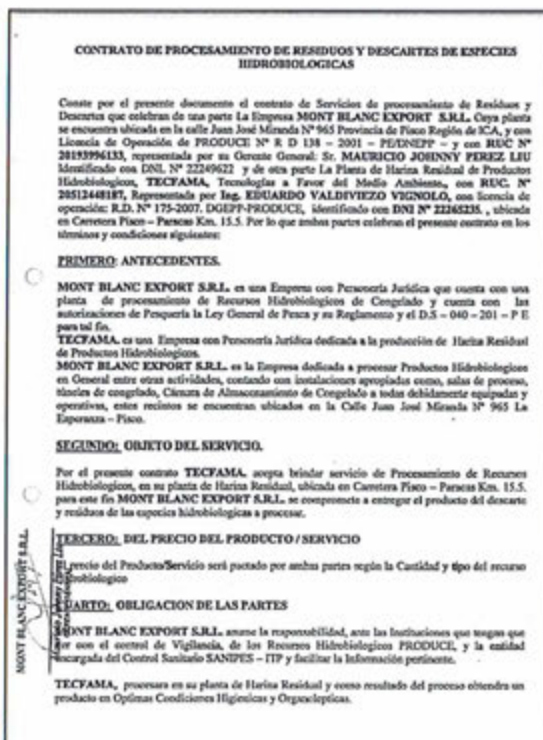 CONTRATO DE PROCESAMIENTO DE RESIDUOS Y DESCARTES DE ESPECIES
HIDROBIOLOGICAS
Conste por el presente documento el contrato de Servicios de procesamiento de Residuos y
Descartes que celebran de una parte La Empresa MONT BLANC EXPORT S.R.L. Cuya planta
se encuentra ubicada en la calle Juan José Miranda N° 965 Provincia de Pisco Región de ICA, y con
Licencia de Operación de PRODUCE N° R D 138 – 2001 – PE/DNEPP – y con RUC N°
20193996133, representada por su Gerente General: Sr. MAURICIO JOHNNY PEREZ LIU
Identificado con DNI. N° 22249622 y de otra parte La Planta de Harina Residual de Productos
Hidrobiologicos, TECFAMA, Tecnologías a Favor del Medio Ambiente, con RUC. N°
20512448187, Representada por Ing. EDUARDO VALDIVIEZO VIGNOLO, con licencia de
operación: R.D. N° 175-2007. DGEPP-PRODUCE, identificado con DNI N° 22265235. , ubicada
en Carretera Pisco – Paracas Km. 15.5. Por lo que ambas partes celebran el presente contrato en los
términos y condiciones siguientes:
PRIMERO: ANTECEDENTES.
MONT BLANC EXPORT S.R.L. es una Empresa con Personería Jurídica que cuenta con una
planta de procesamiento de Recursos Hidrobiologicos de Congelado y cuenta con las
autorizaciones de Pesquería la Ley General de Pesca y su Reglamento y el D.S – 040 – 201 – P E
para tal fin.
TECFAMA. es una Empresa con Personería Jurídica dedicada a la producción de Harina Residual
de Productos Hidrobiologicos.
MONT BLANC EXPORT S.R.L. es la Empresa dedicada a procesar Productos Hidrobiologicos
en General entre otras actividades, contando con instalaciones apropiadas como, salas de proceso,
túneles de congelado, Cámara de Almacenamiento de Congelado a todas debidamente equipadas y
operativas, estos recintos se encuentran ubicados en la Calle Juan José Miranda N° 965 La
Esperanza – Pisco.
SEGUNDO: OBJETO DEL SERVICIO.
Por el presente contrato TECFAMA. acepta brindar servicio de Procesamiento de Recursos
Hidrobiologicos, en su planta de Harina Residual, ubicada en Carretera Pisco – Paracas Km. 15.5.
para este fin MONT BLANC EXPORT S.R.L. se compromete a entregar el producto del descarte
y residuos de las especies hidrobiologicas a procesar.
TERCERO: DEL PRECIO DEL PRODUCTO / SERVICIO
precio del Producto/Servicio será pactado por ambas partes según la Cantidad y tipo del recurso
hidrobiologico
CUARTO: OBLIGACION DE LAS PARTES
MONT BLANC EXPORT S.R.L. asume la responsabilidad, ante las Instituciones que tengan que
ver con el control de Vigilancia, de los Recursos Hidrobiologicos PRODUCE, y la entidad
encargada del Control Sanitario SANIPES – ITP y facilitar la Información pertinente.
TECFAMA, procesara en su planta de Harina Residual y como resultado del proceso obtendra un
producto en Optimas Condiciones Higienicas y Organolepticas.
MONT BLANC EXPORT S.R.L.